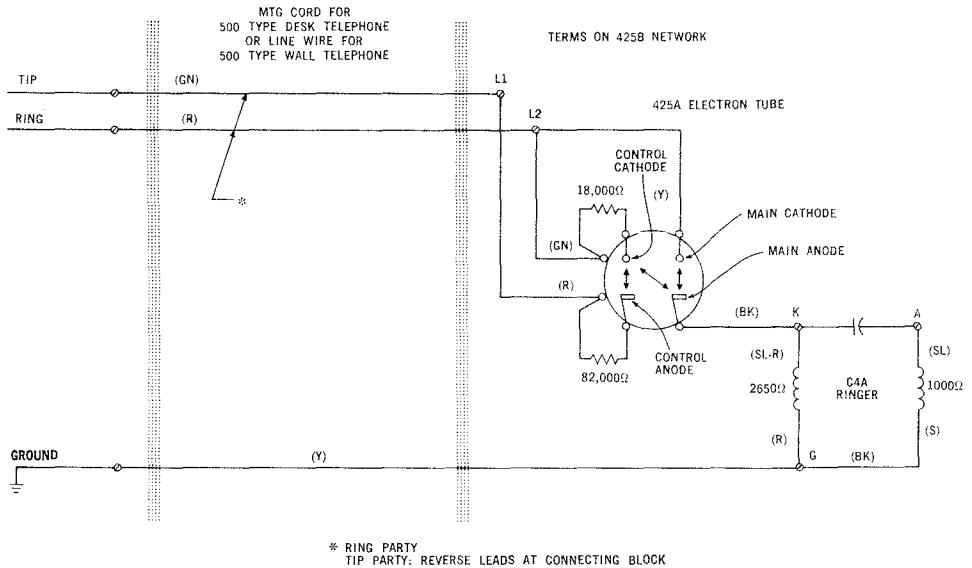 MTG CORD FOR
500 TYPE DESK TELEPHONE
OR LINE WIRE FOR
500 TYPE WALL TELEPHONE
TERMS ON 425B NETWORK
TIP
(GN)
L1
425A ELECTRON TUBE
RING
(R)
L2
CONTROL
CATHODE
18,000Ω
(Y)
*
MAIN CATHODE
(GN)
MAIN ANODE
(R)
(BK)
K
A
CONTROL
ANODE
82,000Ω
(SL-R)
(SL)
2650Ω
C4A
RINGER
1000Ω
(R)
(S)
GROUND
(Y)
G
(BK)
* RING PARTY
TIP PARTY: REVERSE LEADS AT CONNECTING BLOCK